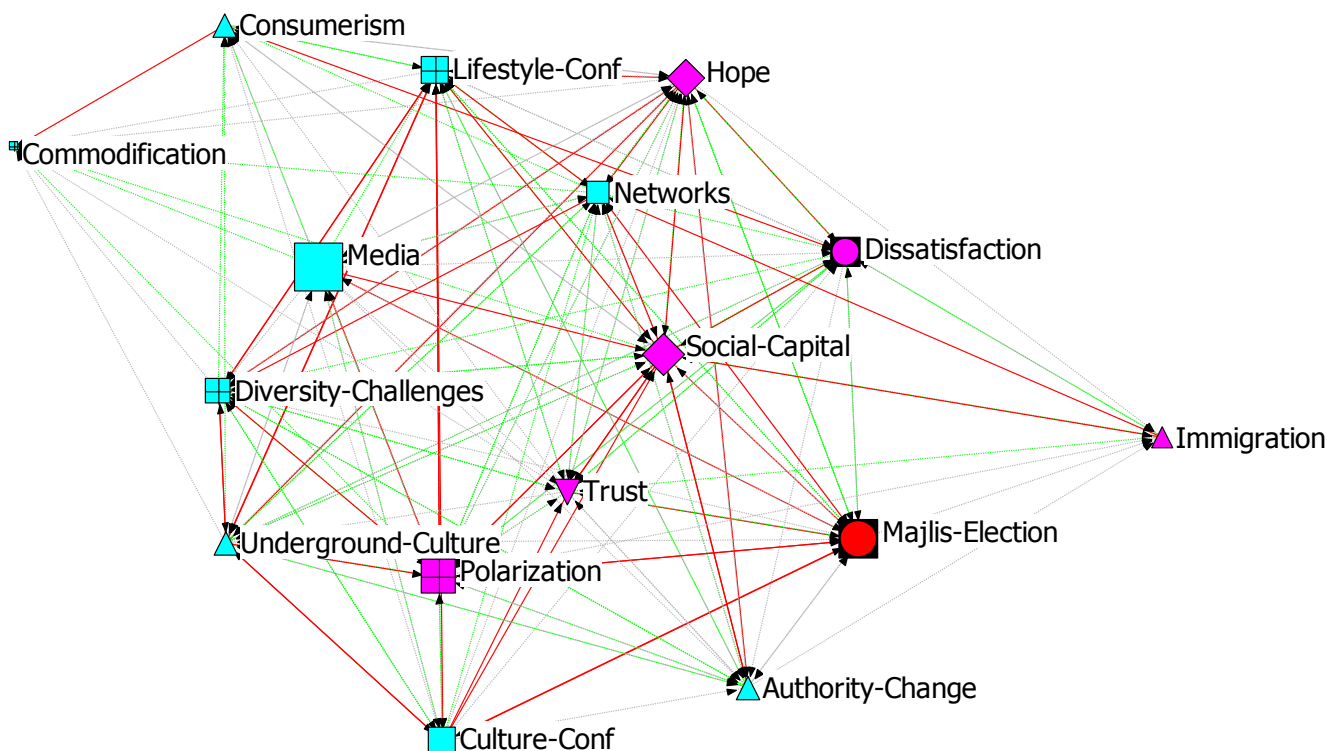 Consumerism
Lifestyle-Conf
Hope
Commodification
Networks
Media
Dissatisfaction
Social-Capital
Diversity-Challenges
Immigration
Trust
Majlis-Election
Underground-Culture
Polarization
Authority-Change
Culture-Conf